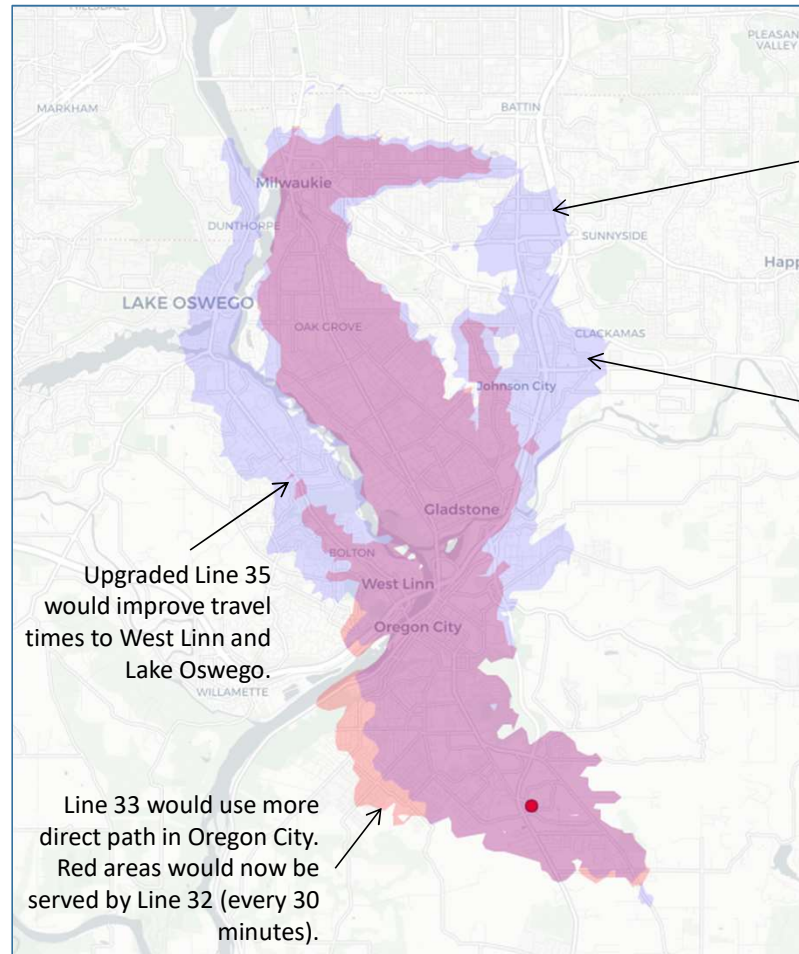 PLEASAN
VALLEY
MARKHAM
BATTIN
Milwaukie
DUNTHORPE
SUNNYSIDE
Happ
LAKE OSWEGO
OAK GROVE
CLACKAMAS
Johnson City
Gladstone
BOLTON
West Linn
Oregon City
WILLAMETTE
Upgraded Line 35
would improve travel
times to West Linn and
Lake Oswego.
Line 33 would use more
direct path in Oregon City.
Red areas would now be
served by Line 32 (every 30
minutes).